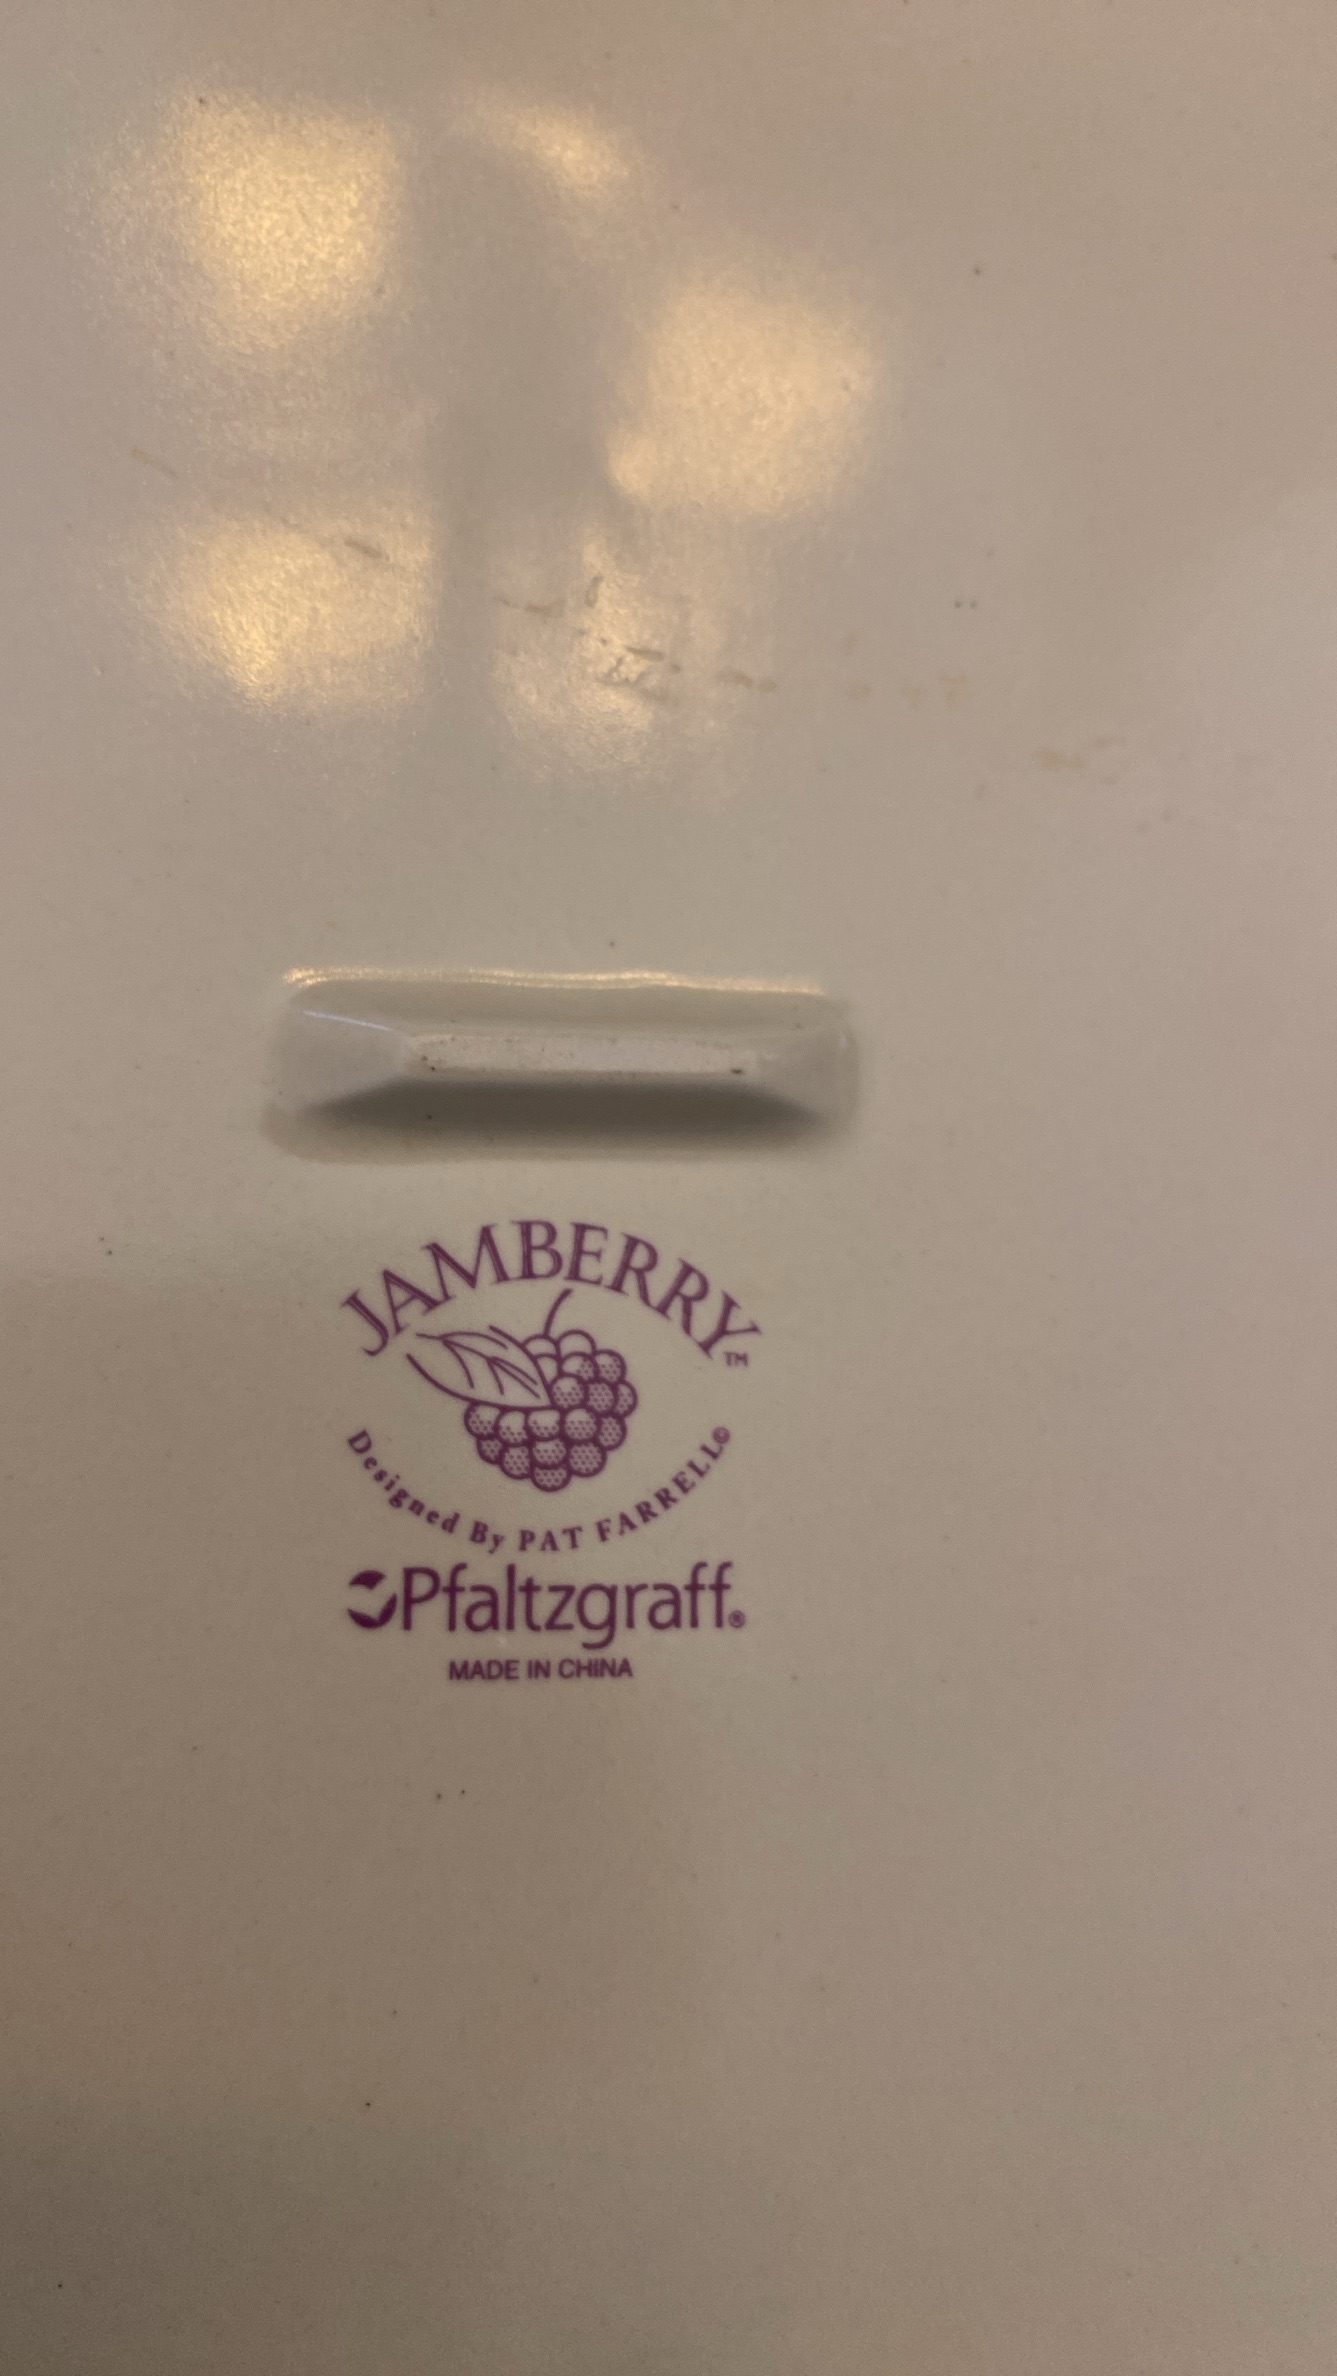 JAMBERRY™
Designed By PAT FARRELL©
Pfaltzgraff®
MADE IN CHINA